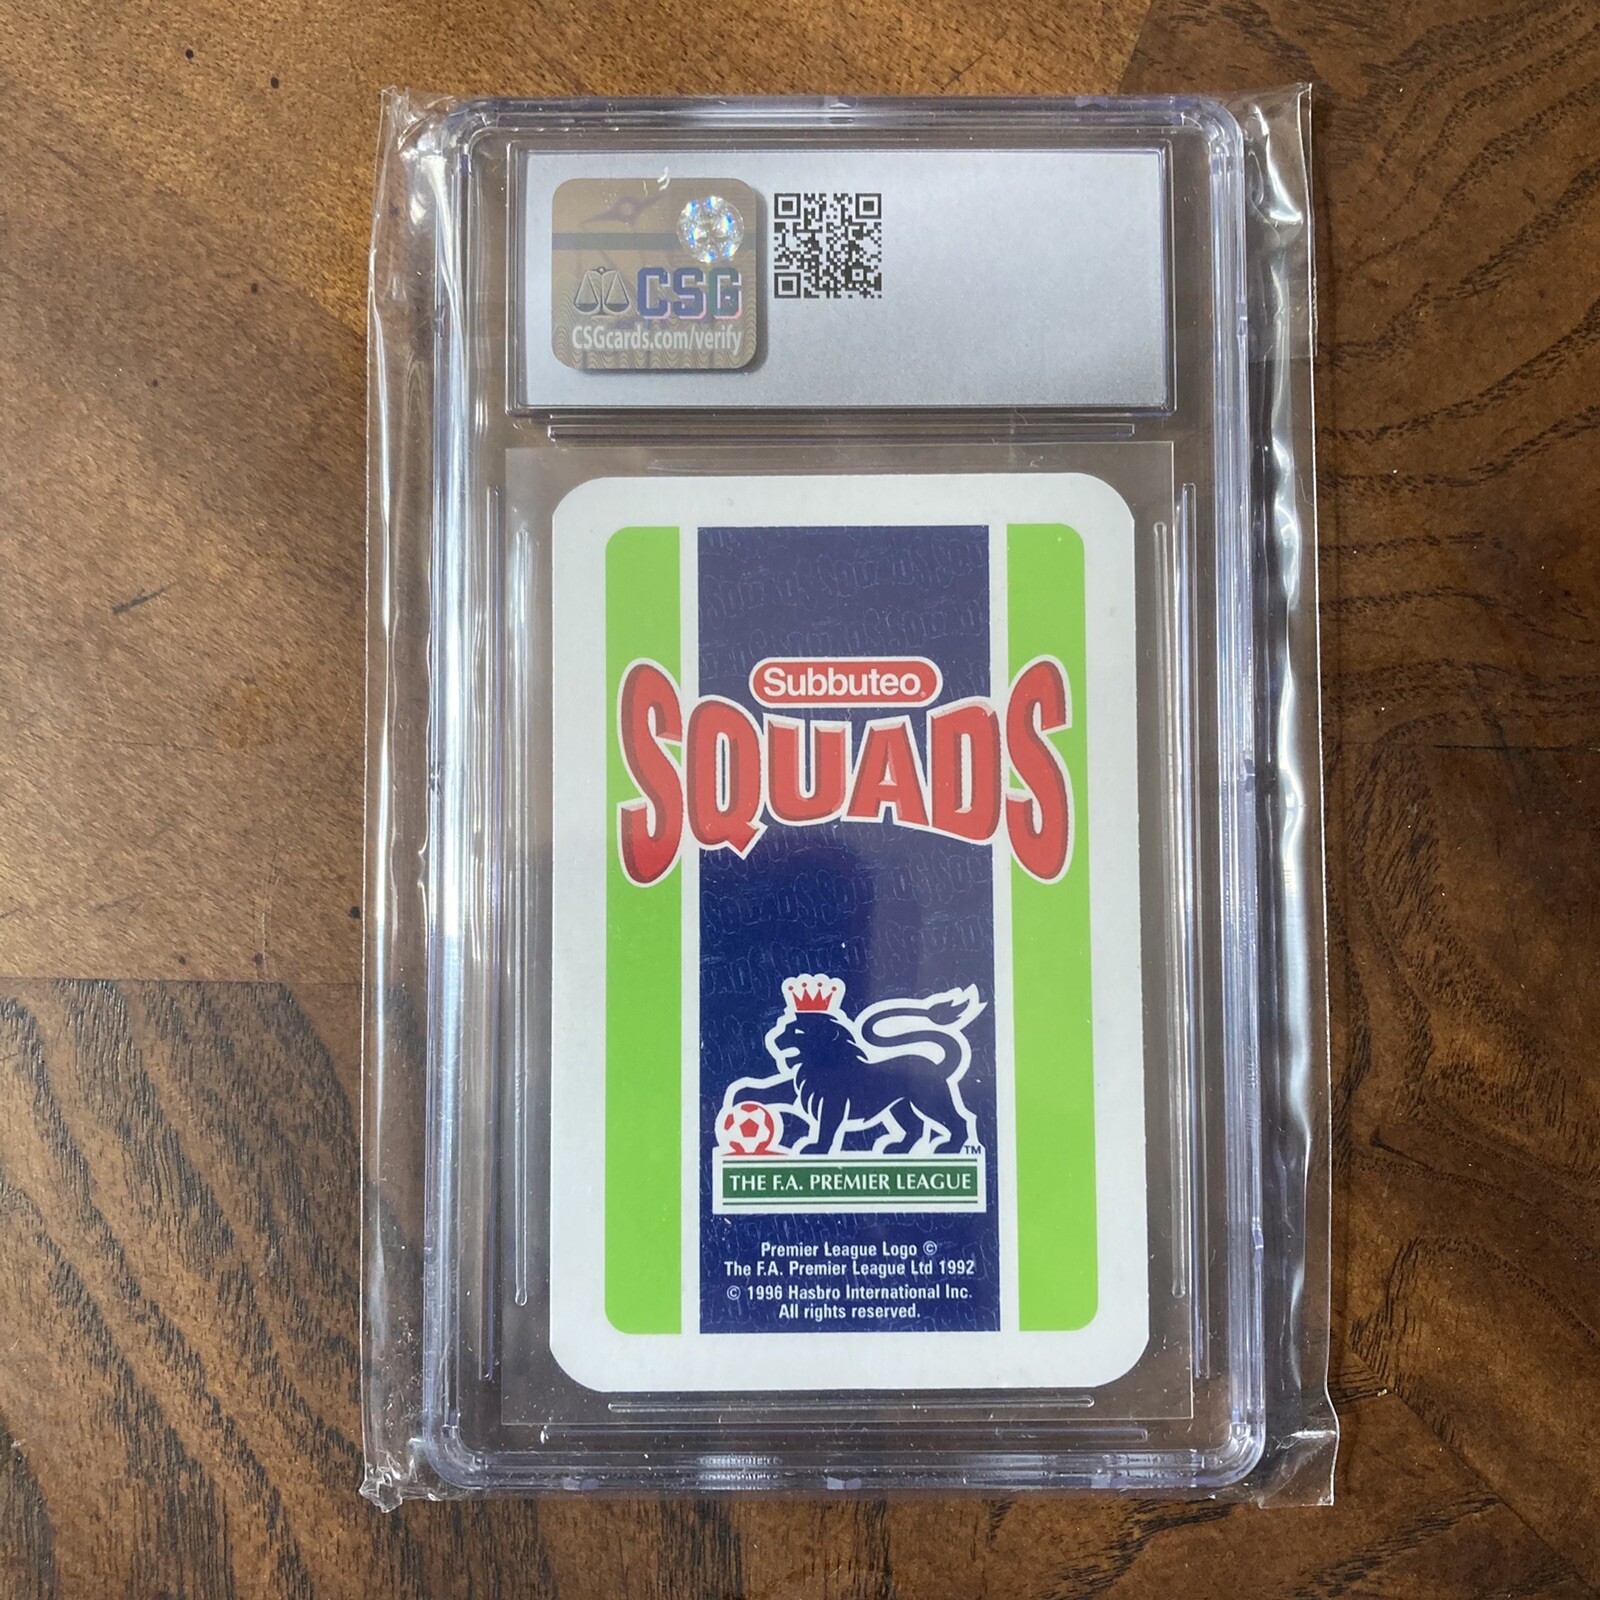 CSG
CSGcards.com/verify
Subbuteo®
SQUADS
TM
THE F.A. PREMIER LEAGUE
Premier League Logo ©
The F.A. Premier League Ltd 1992
© 1996 Hasbro International Inc.
All rights reserved.